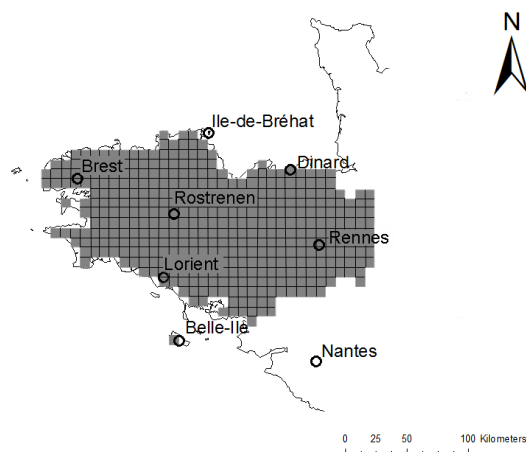 N
Ile-de-Bréhat
Brest
Dinard
Rostrenen
Rennes
Lorient
Belle-Ile
Nantes
0 25 50 100 Kilometers